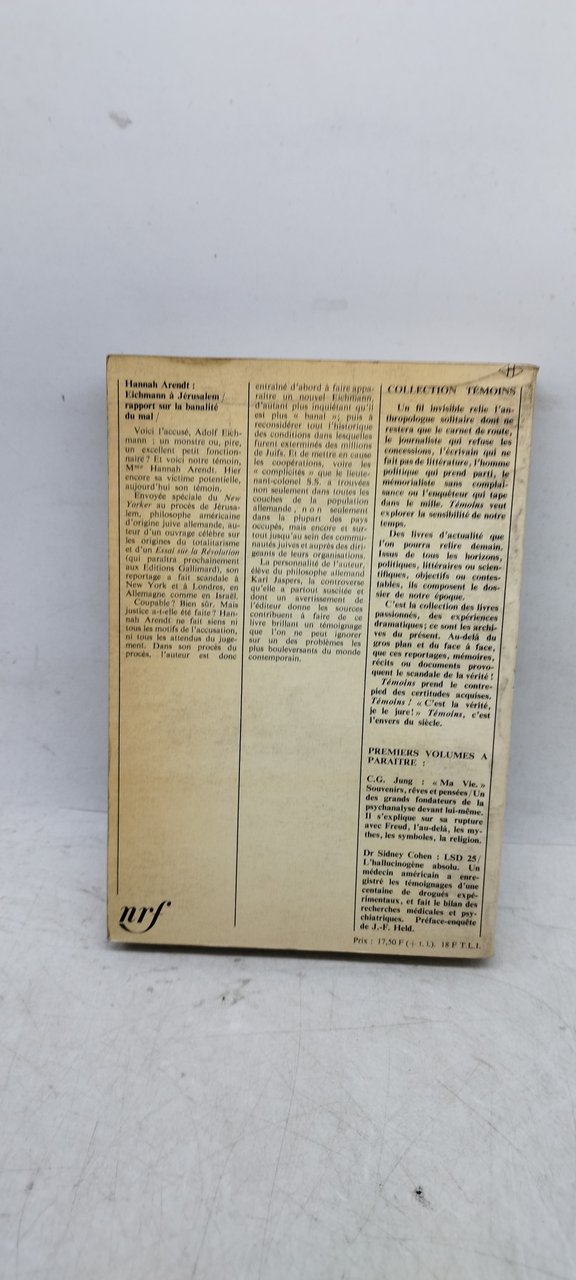 Hannah Arendt :
Eichmann à Jérusalem /
rapport sur la banalité
du mal /
Voici l'accusé, Adolf Eich-
mann : un monstre ou, pire,
un excellent petit fonction-
naire ? Et voici notre témoin,
Mme Hannah Arendt. Hier
encore sa victime potentielle,
aujourd'hui son témoin.
Envoyée spéciale du New
Yorker au procès de Jérusa-
lem, philosophe américaine
d'origine juive allemande, au-
teur d'un ouvrage célèbre sur
les origines du totalitarisme
et d'un Essai sur la Révolution
(qui paraîtra prochainement
aux Editions Gallimard), son
reportage a fait scandale à
New York et à Londres, en
Allemagne comme en Israël.
Coupable ? Bien sûr. Mais
justice a-t-elle été faite ? Han-
nah Arendt ne fait siens ni
tous les motifs de l'accusation,
ni tous les attendus du juge-
ment. Dans son procès du
procès, l'auteur est donc
entraîné d'abord à faire appa-
raître un nouvel Eichmann,
d'autant plus inquiétant qu'il
est plus « banal » ; puis à
reconsidérer tout l'historique
des conditions dans lesquelles
furent exterminés des millions
de Juifs. Et de mettre en cause
les coopérations, voire les
« complicités » que le lieute-
nant-colonel S.S. a trouvées
non seulement dans toutes les
couches de la population
allemande, non seulement
dans la plupart des pays
occupés, mais encore et sur-
tout jusqu'au sein des commu-
nautés juives et auprès des diri-
geants de leurs organisations.
La personnalité de l'auteur,
élève du philosophe allemand
Karl Jaspers, la controverse
qu'elle a partout suscitée et
dont un avertissement de
l'éditeur donne les sources
contribuent à faire de ce
livre brillant un témoignage
que l'on ne peut ignorer
sur un des problèmes les
plus bouleversants du monde
contemporain.
COLLECTION TÉMOINS
Un fil invisible relie l'an-
thropologue solitaire dont ne
restera que le carnet de route,
le journaliste qui refuse les
concessions, l'écrivain qui ne
fait pas de littérature, l'homme
politique qui prend parti, le
mémorialiste sans complai-
sance ou l'enquêteur qui tape
dans le mille. Témoins veut
explorer la sensibilité de notre
temps.
Des livres d'actualité que
l'on pourra relire demain.
Issus de tous les horizons,
politiques, littéraires ou scien-
tifiques, objectifs ou contes-
tables, ils composent le dos-
sier de notre époque.
C'est la collection des livres
passionnés, des expériences
dramatiques ; ce sont les archi-
ves du présent. Au-delà du
gros plan et du face à face,
que ces reportages, mémoires,
récits ou documents provo-
quent le scandale de la vérité !
Témoins prend le contre-
pied des certitudes acquises.
Témoins ! « C'est la vérité,
je le jure ! » Témoins, c'est
l'envers du siècle.
PREMIERS VOLUMES A
PARAITRE :
C.G. Jung : « Ma Vie. »
Souvenirs, rêves et pensées / Un
des grands fondateurs de la
psychanalyse devant lui-même.
Il s'explique sur sa rupture
avec Freud, l'au-delà, les my-
thes, les symboles, la religion.
Dr Sidney Cohen : LSD 25 /
L'hallucinogène absolu. Un
médecin américain a enre-
gistré les témoignages d'une
centaine de drogués expé-
rimentaux, et fait le bilan des
recherches médicales et psy-
chiatriques. Préface-enquête
de J.-F. Held.
nrf
Prix : 17,50 F (+ t. l.). 18 F T.L.I.